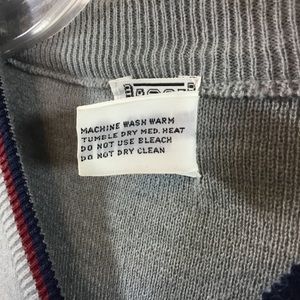 MACHINE WASH WARM
TUMBLE DRY MED. HEAT
DO NOT USE BLEACH
DO NOT DRY CLEAN